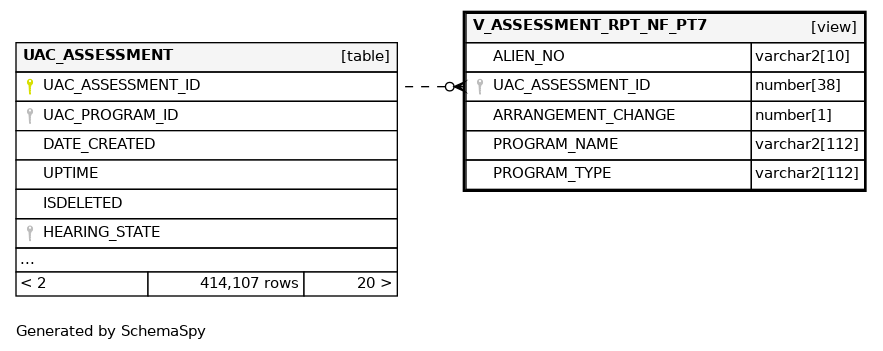 UAC_ASSESSMENT [table]
UAC_ASSESSMENT_ID
UAC_PROGRAM_ID
DATE_CREATED
UPTIME
ISDELETED
HEARING_STATE
...
< 2 414,107 rows 20 >
V_ASSESSMENT_RPT_NF_PT7 [view]
ALIEN_NO varchar2[10]
UAC_ASSESSMENT_ID number[38]
ARRANGEMENT_CHANGE number[1]
PROGRAM_NAME varchar2[112]
PROGRAM_TYPE varchar2[112]
Generated by SchemaSpy